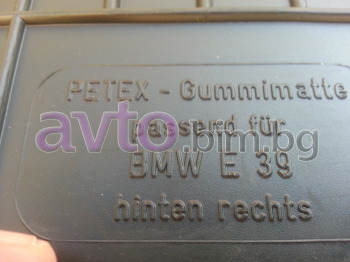 PETEX - Gummimatte
passend für
BMW E 39
hinten rechts
avto.bim.bg